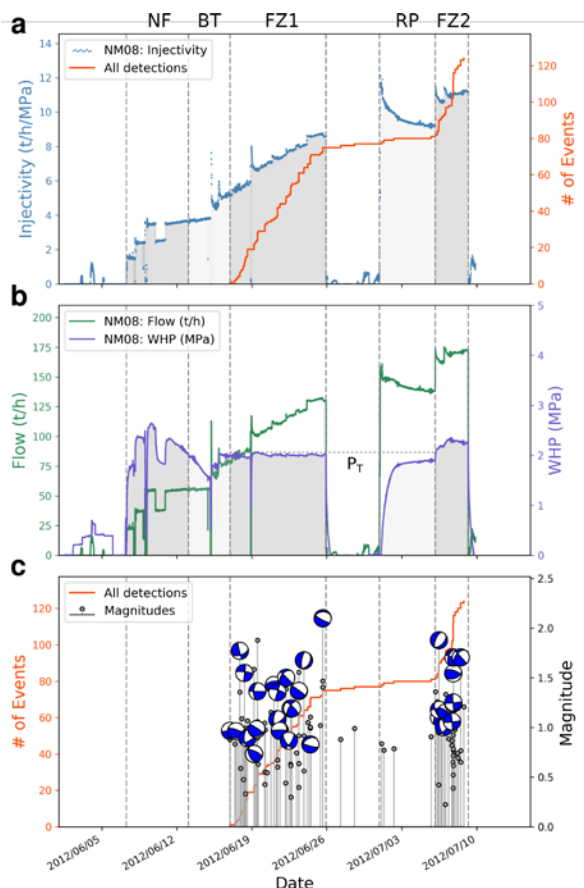 NF BT FZ1 RP FZ2
a
NM08: Injectivity
All detections
Injectivity (t/h/MPa)
14
12
10
8
6
4
2
0
# of Events
120
100
80
60
40
20
0
b
NM08: Flow (t/h)
NM08: WHP (MPa)
Flow (t/h)
200
175
150
125
100
75
50
25
0
WHP (MPa)
5
4
3
2
1
0
P_T
c
All detections
Magnitudes
# of Events
120
100
80
60
40
20
0
Magnitude
2.5
2.0
1.5
1.0
0.5
0.0
2012/06/05 2012/06/12 2012/06/19 2012/06/26 2012/07/03 2012/07/10
Date